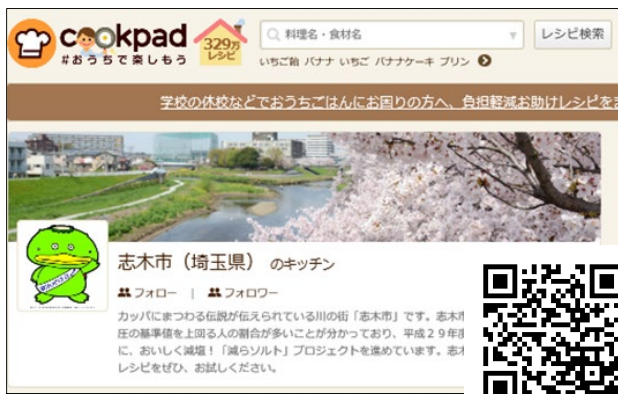 cookpad
#おうちで楽しもう
329万
レシピ
料理名・食材名
レシピ検索
いちご飴 バナナ いちご バナナケーキ プリン
学校の休校などでおうちごはんにお困りの方へ、負担軽減お助けレシピを
志木市（埼玉県） のキッチン
フォロー | フォロワー
カッパにまつわる伝説が伝えられている川の街「志木市」です。志木市
圧の基準値を上回る人の割合が多いことが分かっており、平成29年度
に、おいしく減塩！「減らソルト」プロジェクトを進めています。志木
レシピをぜひ、お試しください。